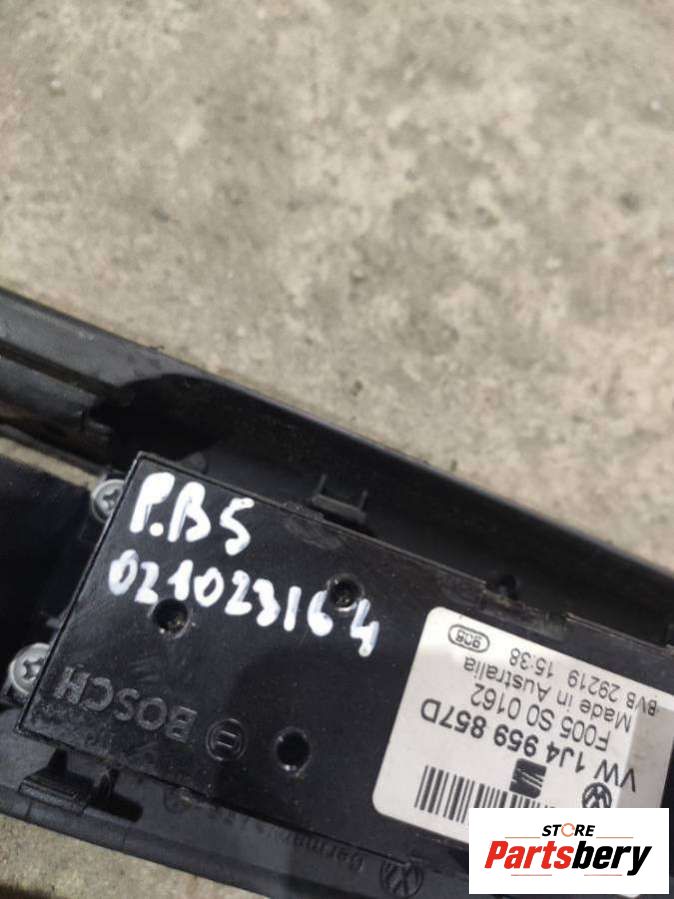 P.B5
021023164
BOSCH
VW 1J4 959 857D
F005 S0 0162
Made in Australia
BVB 29219 15:38
Germany
STORE
Partsbery